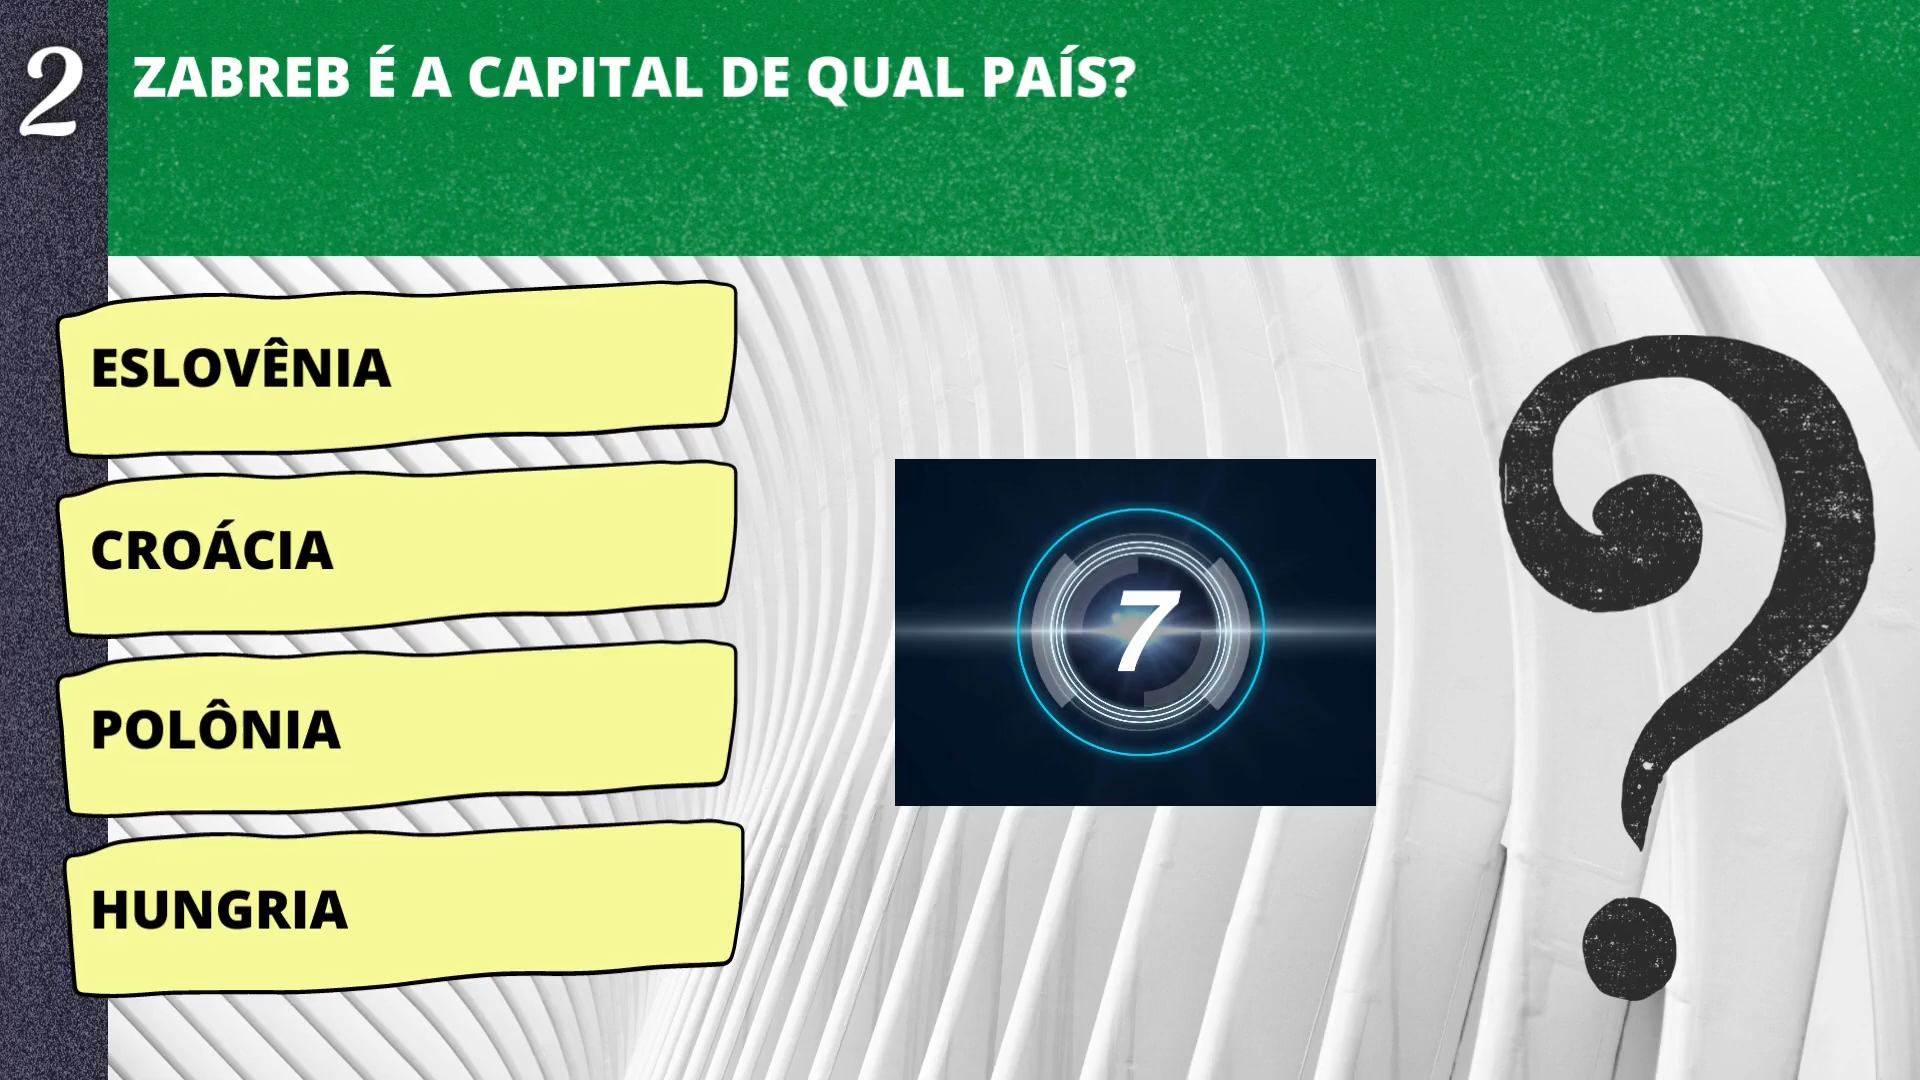 2
ZABREB É A CAPITAL DE QUAL PAÍS?
ESLOVÊNIA
CROÁCIA
POLÔNIA
HUNGRIA
7
?